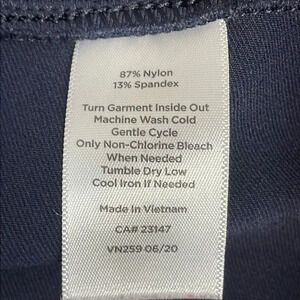 87% Nylon
13% Spandex
Turn Garment Inside Out
Machine Wash Cold
Gentle Cycle
Only Non-Chlorine Bleach
When Needed
Tumble Dry Low
Cool Iron If Needed
Made in Vietnam
CA# 23147
VN259 06/20